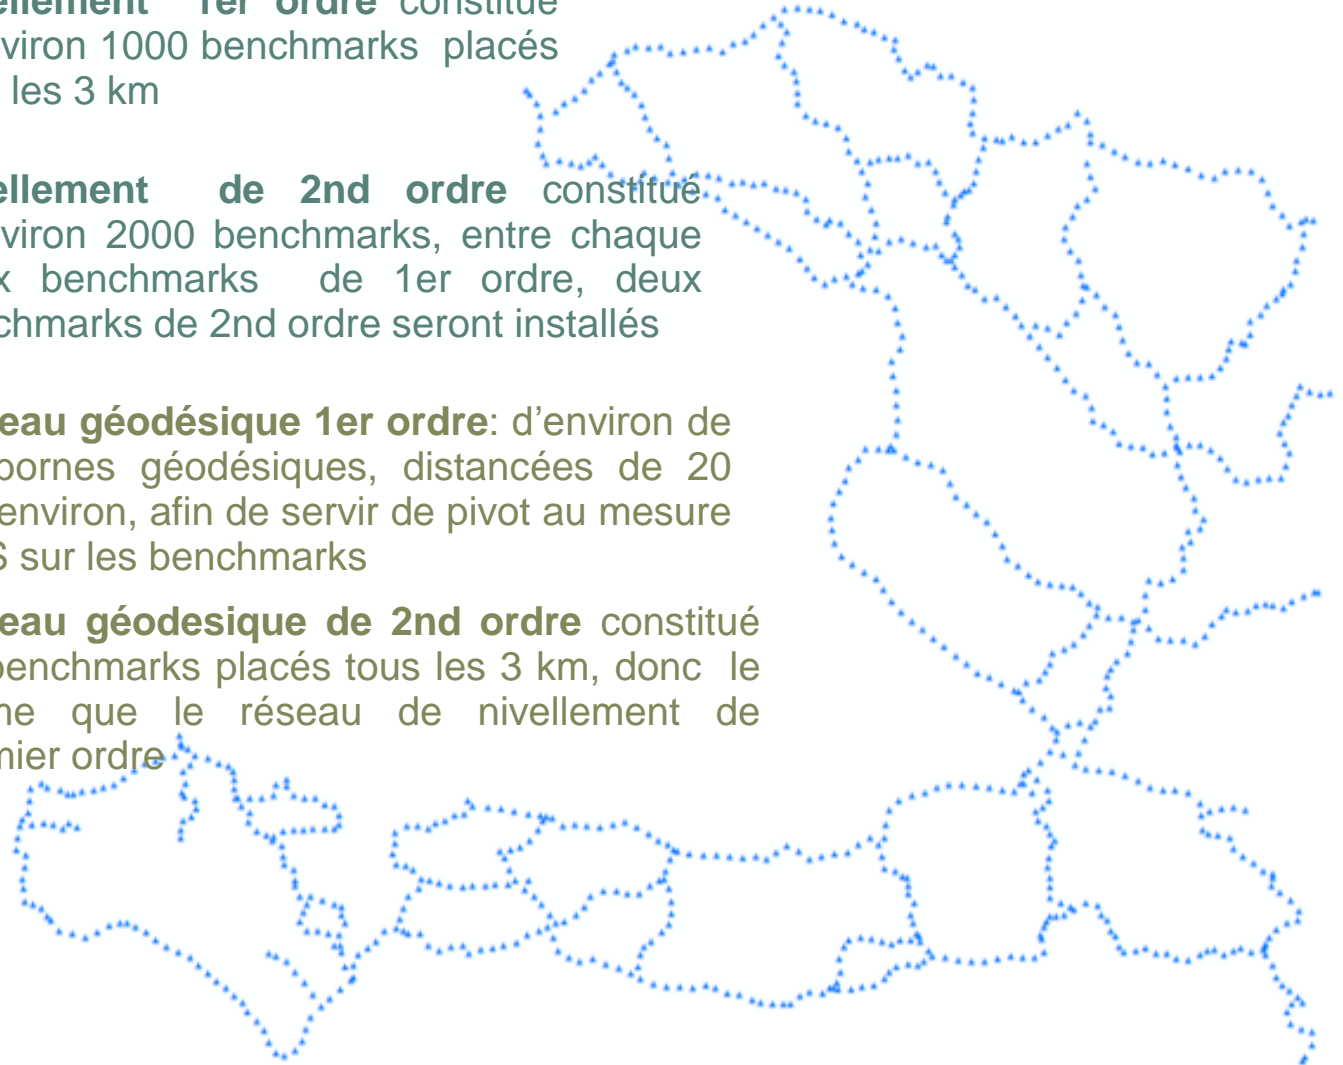 ellement 1er ordre constitué
viron 1000 benchmarks placés
les 3 km
ellement de 2nd ordre constitué
viron 2000 benchmarks, entre chaque
x benchmarks de 1er ordre, deux
chmarks de 2nd ordre seront installés
eau géodésique 1er ordre: d’environ de
bornes géodésiques, distancées de 20
environ, afin de servir de pivot au mesure
S sur les benchmarks
eau géodesique de 2nd ordre constitué
benchmarks placés tous les 3 km, donc le
ne que le réseau de nivellement de
mier ordre